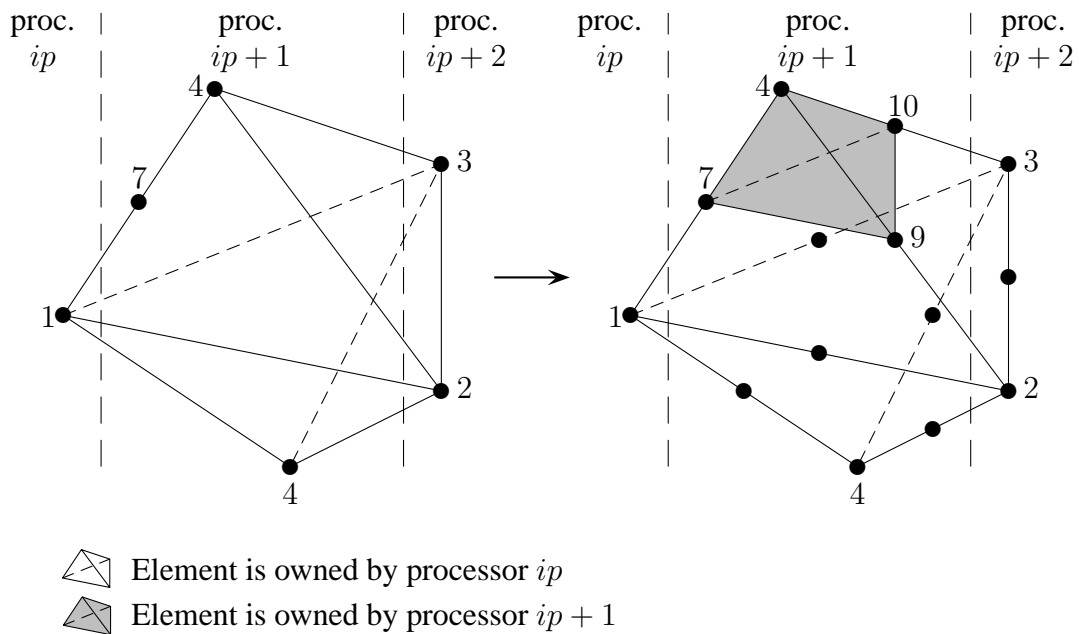 proc. proc. proc. proc. proc. proc.
ip ip + 1 ip + 2 ip ip + 1 ip + 2
4 4
10
3 3
7 7
9
1 1
2 2
4 4
Element is owned by processor ip
Element is owned by processor ip + 1